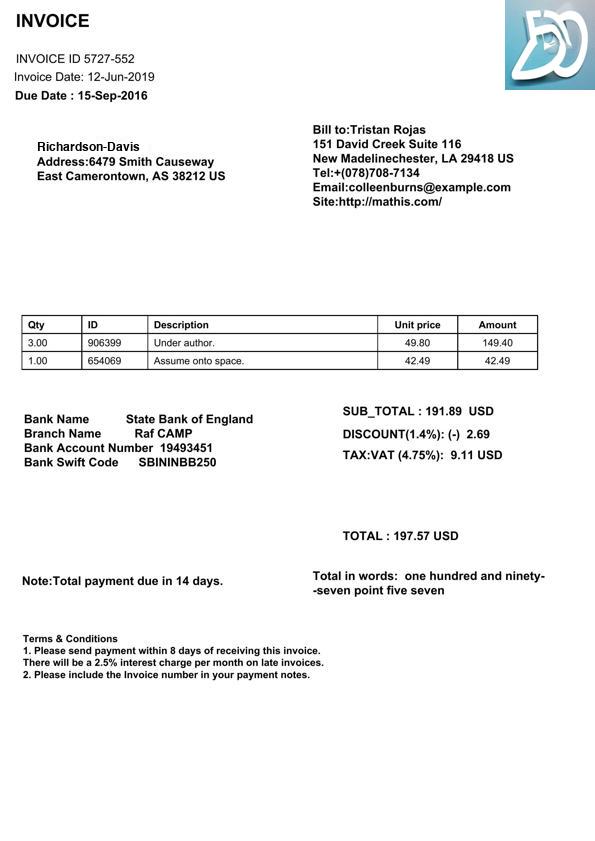 INVOICE
INVOICE ID 5727-552
Invoice Date: 12-Jun-2019
Due Date : 15-Sep-2016
Richardson-Davis
Address:6479 Smith Causeway
East Camerontown, AS 38212 US
Bill to:Tristan Rojas
151 David Creek Suite 116
New Madelinechester, LA 29418 US
Tel:+(078)708-7134
Email:colleenburns@example.com
Site:http://mathis.com/
Qty ID Description Unit price Amount
3.00 906399 Under author. 49.80 149.40
1.00 654069 Assume onto space. 42.49 42.49
Bank Name State Bank of England
Branch Name Raf CAMP
Bank Account Number 19493451
Bank Swift Code SBININBB250
SUB_TOTAL : 191.89 USD
DISCOUNT(1.4%): (-) 2.69
TAX:VAT (4.75%): 9.11 USD
TOTAL : 197.57 USD
Note:Total payment due in 14 days.
Total in words: one hundred and ninety-
-seven point five seven
Terms & Conditions
1. Please send payment within 8 days of receiving this invoice.
There will be a 2.5% interest charge per month on late invoices.
2. Please include the Invoice number in your payment notes.